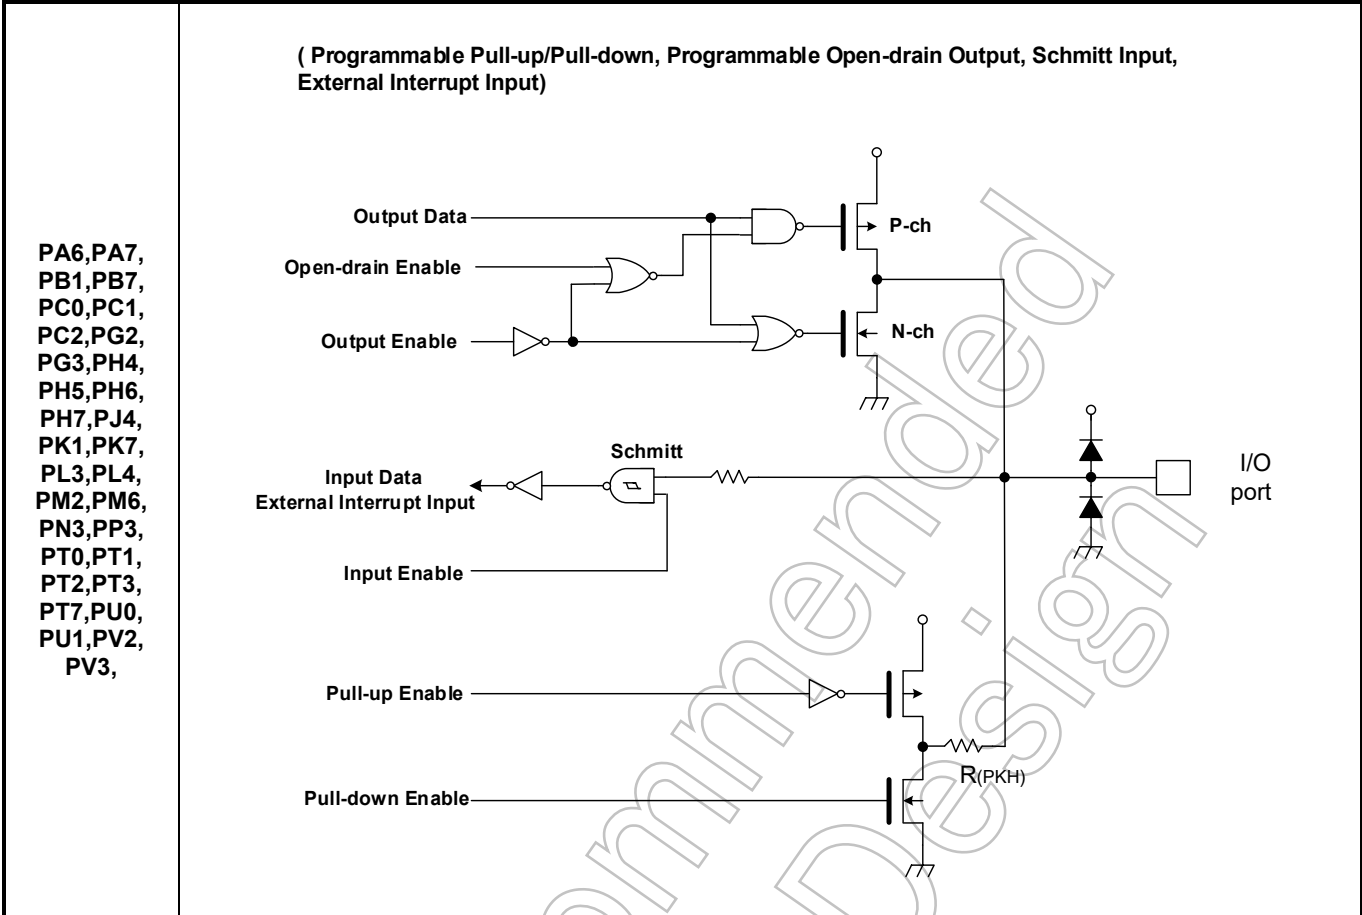 ( Programmable Pull-up/Pull-down, Programmable Open-drain Output, Schmitt Input,
External Interrupt Input)
PA6,PA7,
PB1,PB7,
PC0,PC1,
PC2,PG2,
PG3,PH4,
PH5,PH6,
PH7,PJ4,
PK1,PK7,
PL3,PL4,
PM2,PM6,
PN3,PP3,
PT0,PT1,
PT2,PT3,
PT7,PU0,
PU1,PV2,
PV3,
Output Data
P-ch
Open-drain Enable
Output Enable
N-ch
Schmitt
Input Data
External Interrupt Input
I/O
port
Input Enable
Pull-up Enable
R(PKH)
Pull-down Enable
ommended
Design